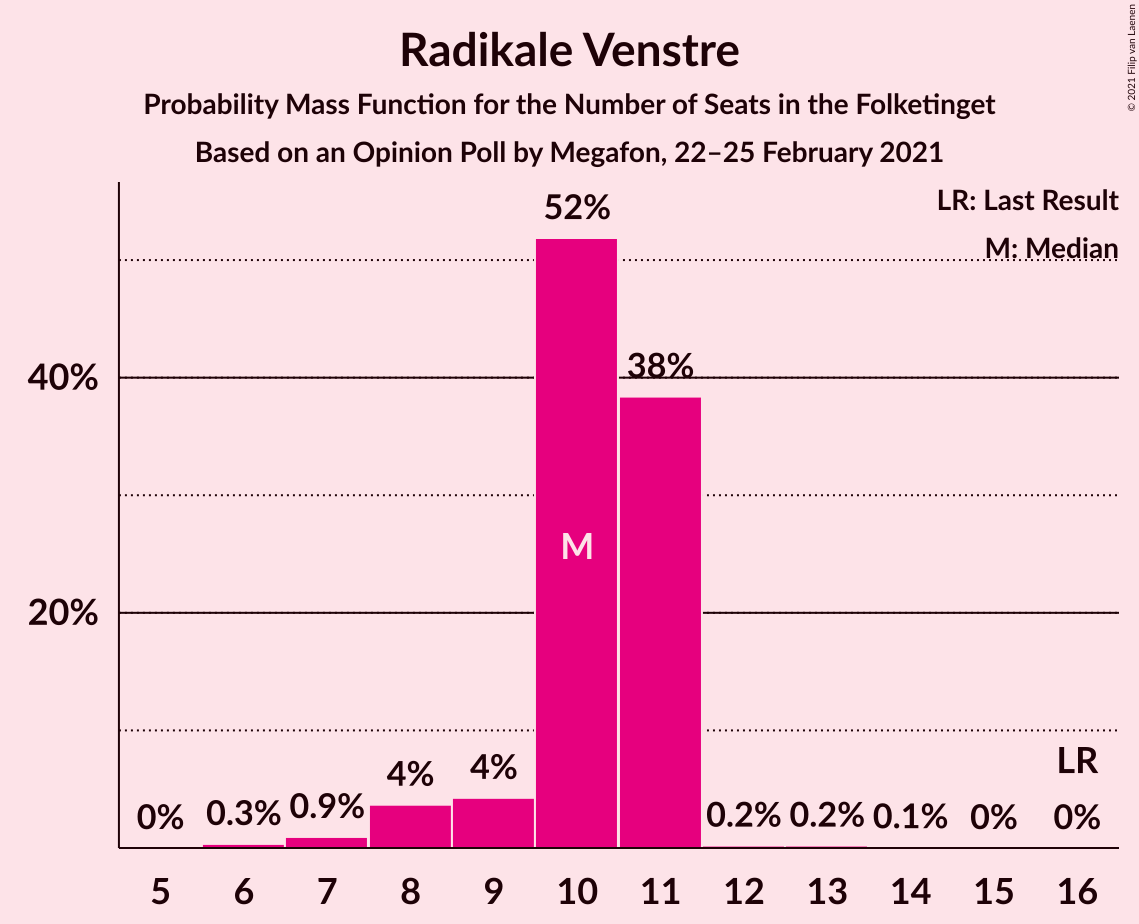 Radikale Venstre
Probability Mass Function for the Number of Seats in the Folketinget
Based on an Opinion Poll by Megafon, 22–25 February 2021
© 2021 Filip van Laenen
LR: Last Result
M: Median
52%
38%
40%
20%
M
LR
0%
0.3%
0.9%
4%
4%
0.2%
0.2%
0.1%
0%
0%
5 6 7 8 9 10 11 12 13 14 15 16